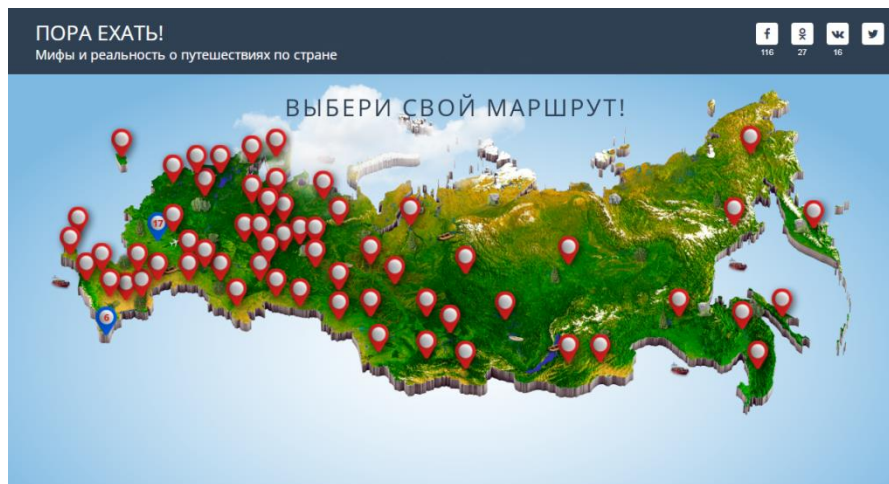 ПОРА ЕХАТЬ!
Мифы и реальность о путешествиях по стране
116 27 16
ВЫБЕРИ СВОЙ МАРШРУТ!
17
6